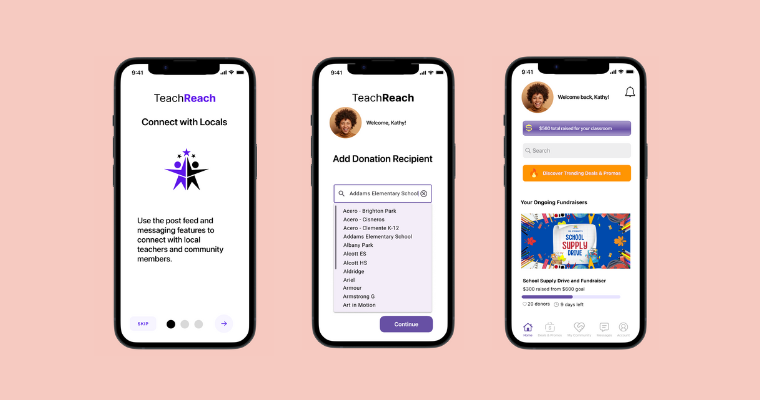 9:41
TeachReach
Connect with Locals
Use the post feed and
messaging features to
connect with local
teachers and community
members.
SKIP
9:41
TeachReach
Welcome, Kathy!
Add Donation Recipient
Addams Elementary School
Acero - Brighton Park
Acero - Cisneros
Acero - Clemente K-12
Addams Elementary School
Albany Park
Alcott ES
Alcott HS
Aldridge
Ariel
Armour
Armstrong G
Art in Motion
Continue
9:41
Welcome back, Kathy!
total raised for your classroom
Search
Discover Trending Deals & Promos
Your Ongoing Fundraisers
SCHOOL
SUPPLY
DRIVE
School Supply Drive and Fundraiser
$300 raised from $600 goal
20 donors
9 days left
Home
Messages
Account